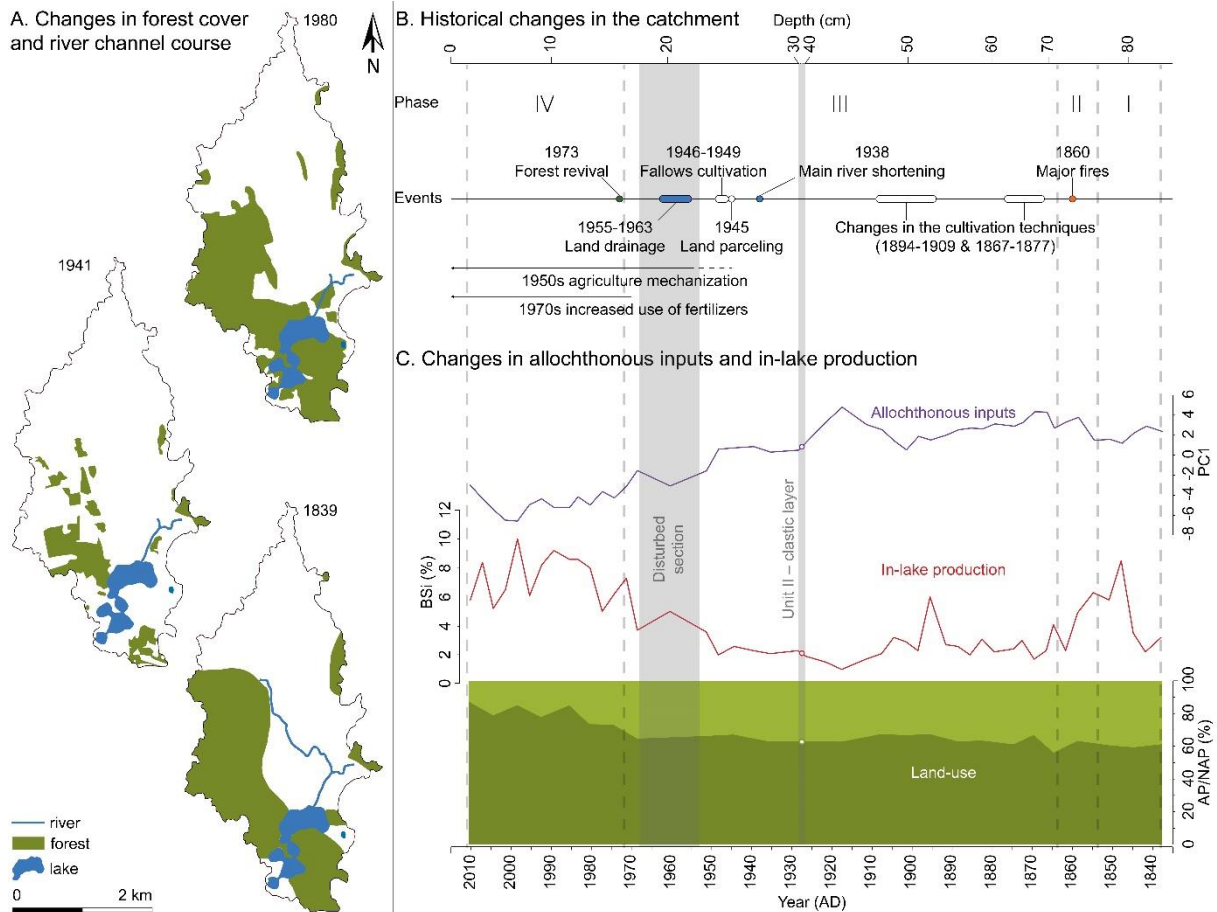 A. Changes in forest cover
and river channel course
1980
N
1941
1839
river
forest
lake
0
2 km
B. Historical changes in the catchment
Depth (cm)
0
10
20
30
40
50
60
70
80
Phase
IV
III
II
I
1973
Forest revival
1946-1949
Fallows cultivation
1938
Main river shortening
1860
Major fires
Events
1955-1963
Land drainage
1945
Land parceling
Changes in the cultivation techniques
(1894-1909 & 1867-1877)
1950s agriculture mechanization
1970s increased use of fertilizers
C. Changes in allochthonous inputs and in-lake production
Allochthonous inputs
6
4
2
-0
-2
-4
-6
-8
PC1
12
10
8
6
4
2
0
BSi (%)
Disturbed
section
Unit II – clastic layer
In-lake production
Land-use
100
80
60
40
20
0
AP/NAP (%)
2010
2000
1990
1980
1970
1960
1950
1940
1930
1920
1910
1900
1890
1880
1870
1860
1850
1840
Year (AD)